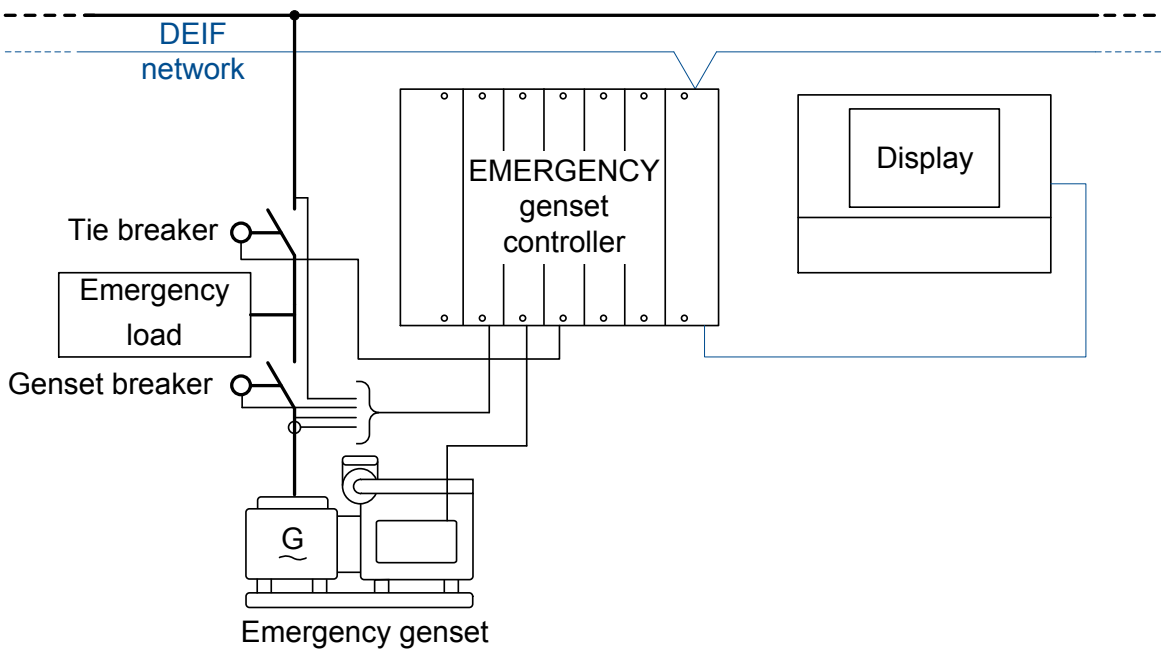 DEIF
network
EMERGENCY
genset
controller
Display
Tie breaker
Emergency
load
Genset breaker
G
Emergency genset